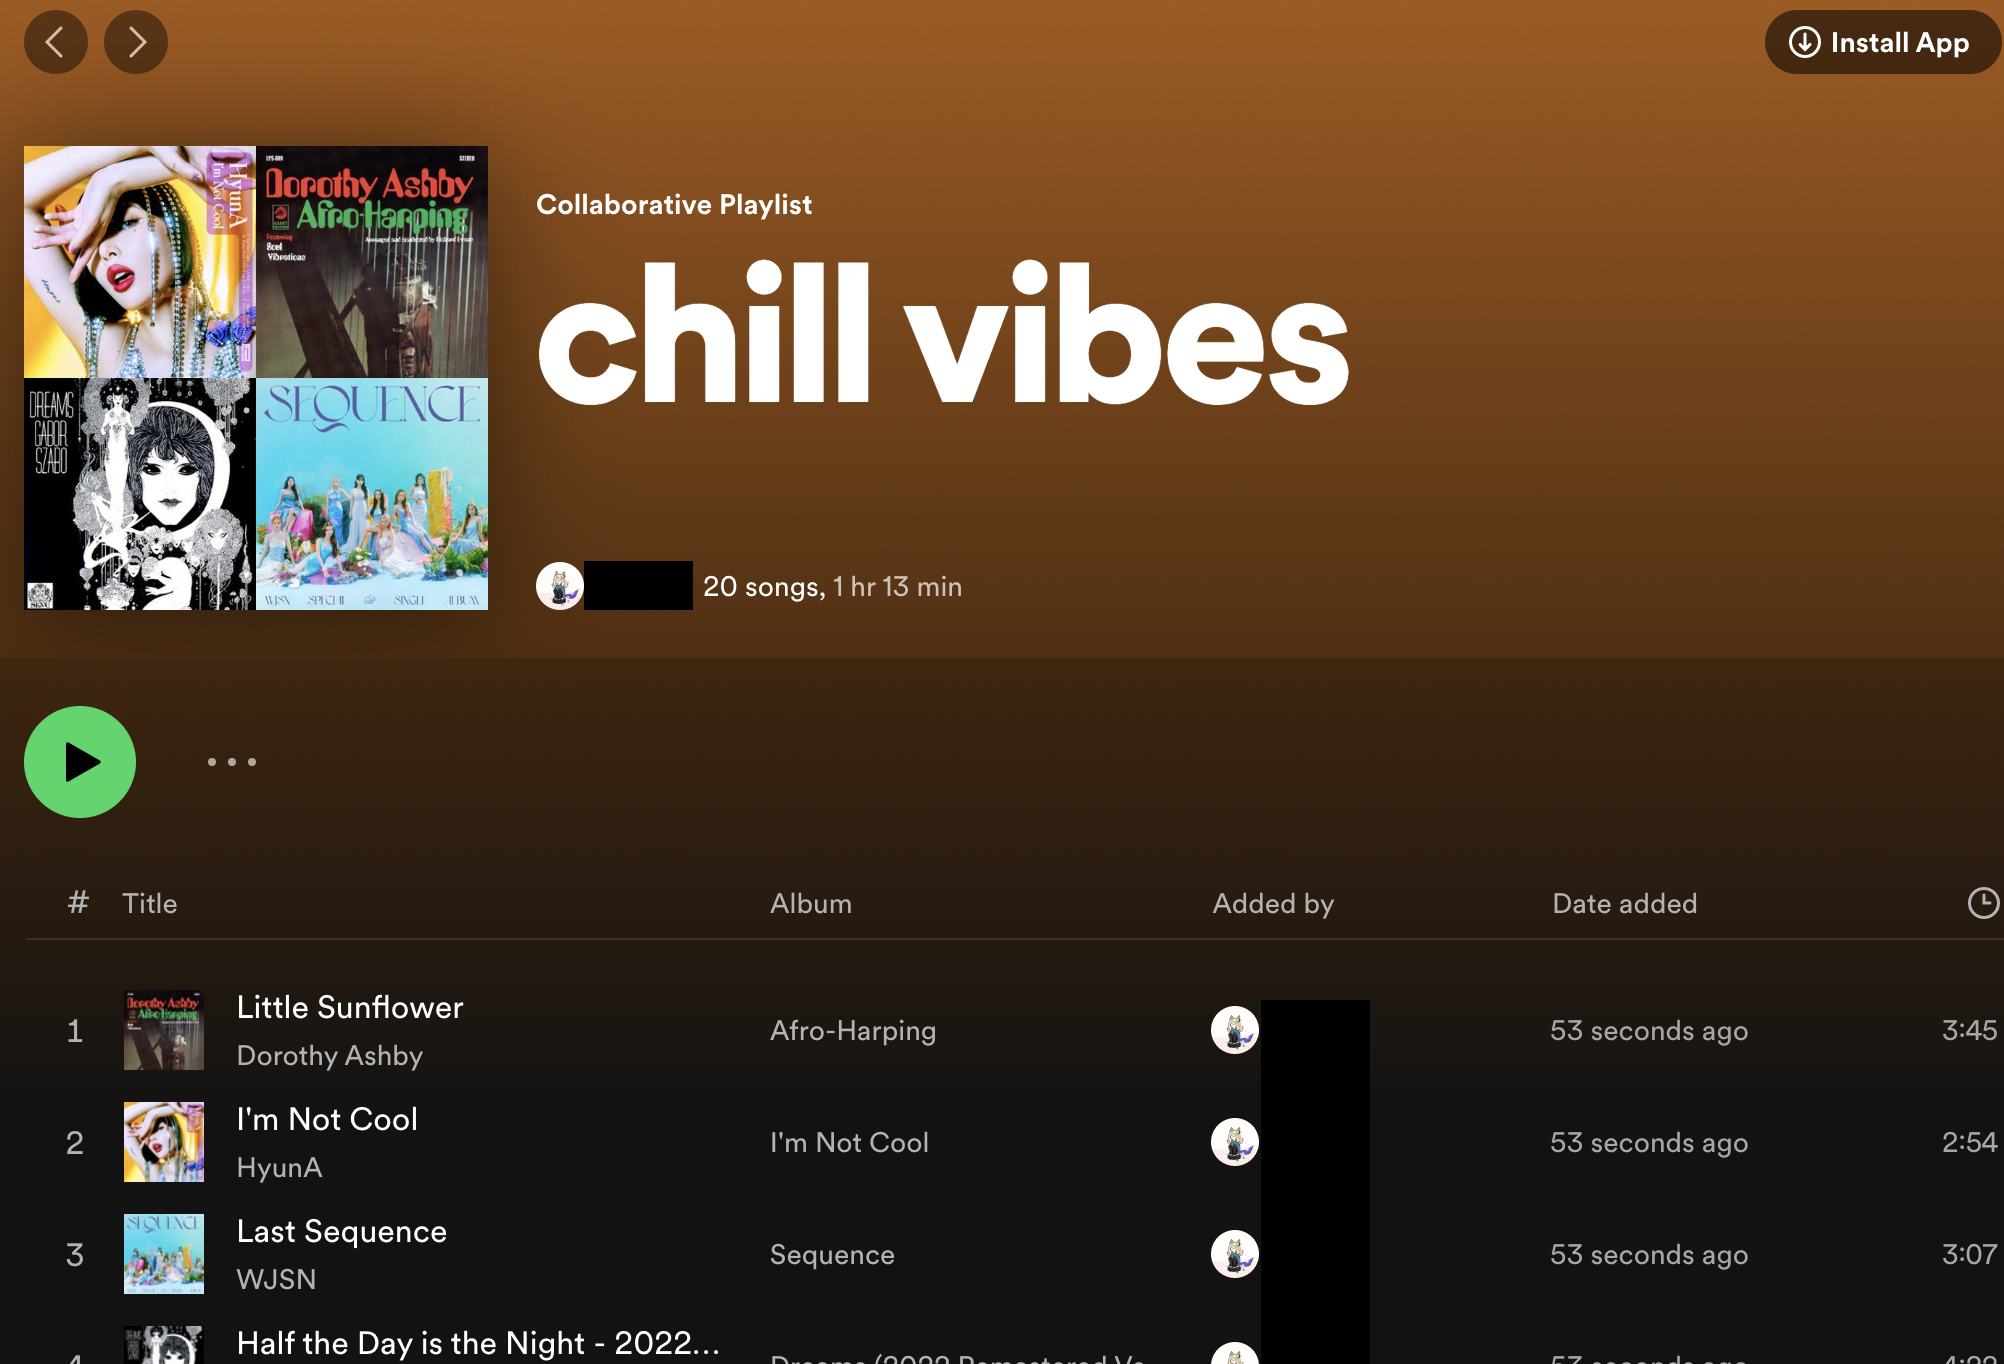 Install App
HyunA
I'm Not Cool
STEREO
Dorothy Ashby
Afro-Harping
Featuring
Soul
Vibrations
DREAMS
GABOR
SZABO
SEQUENCE
WJSN SPECIAL SINGLE ALBUM
Collaborative Playlist
chill vibes
20 songs, 1 hr 13 min
# Title Album Added by Date added
1 Little Sunflower Afro-Harping 53 seconds ago 3:45
Dorothy Ashby
2 I'm Not Cool I'm Not Cool 53 seconds ago 2:54
HyunA
3 Last Sequence Sequence 53 seconds ago 3:07
WJSN
Half the Day is the Night - 2022...